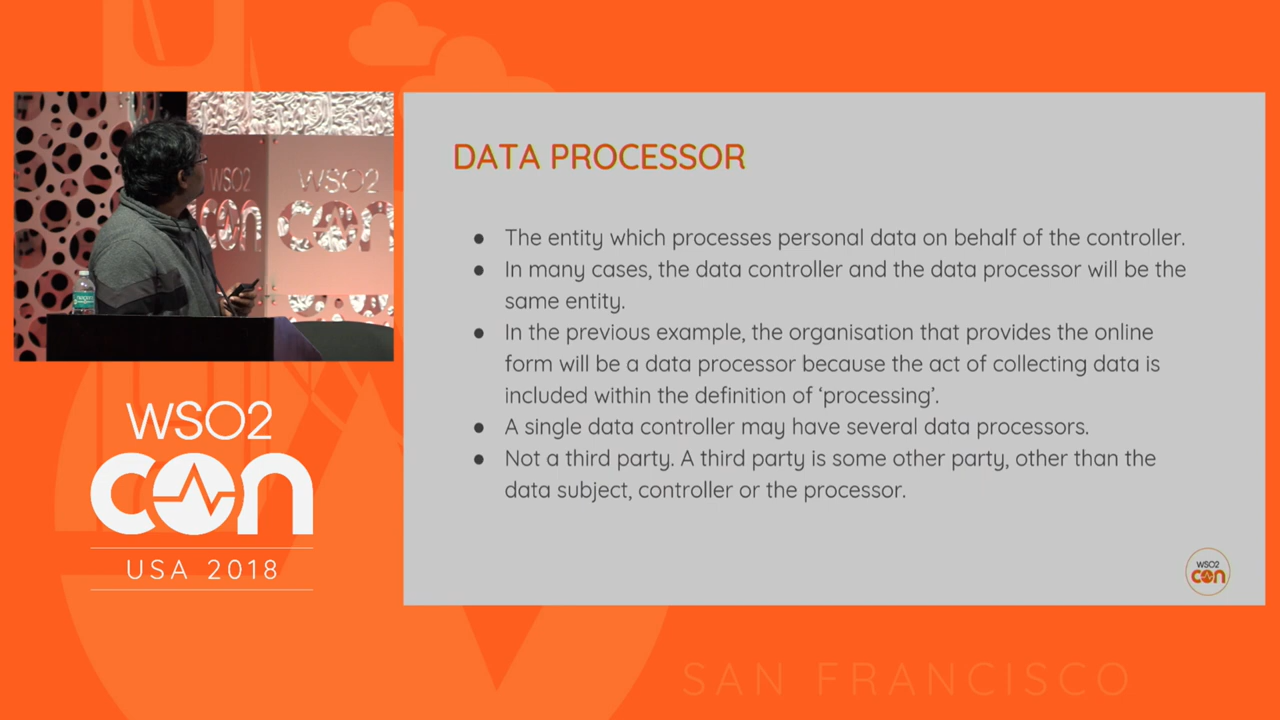 WSO2
con
WSO2
con
WSO2
con
USA 2018
DATA PROCESSOR
● The entity which processes personal data on behalf of the controller.
● In many cases, the data controller and the data processor will be the
same entity.
● In the previous example, the organisation that provides the online
form will be a data processor because the act of collecting data is
included within the definition of ‘processing’.
● A single data controller may have several data processors.
● Not a third party. A third party is some other party, other than the
data subject, controller or the processor.
WSO2
con
SAN FRANCISCO